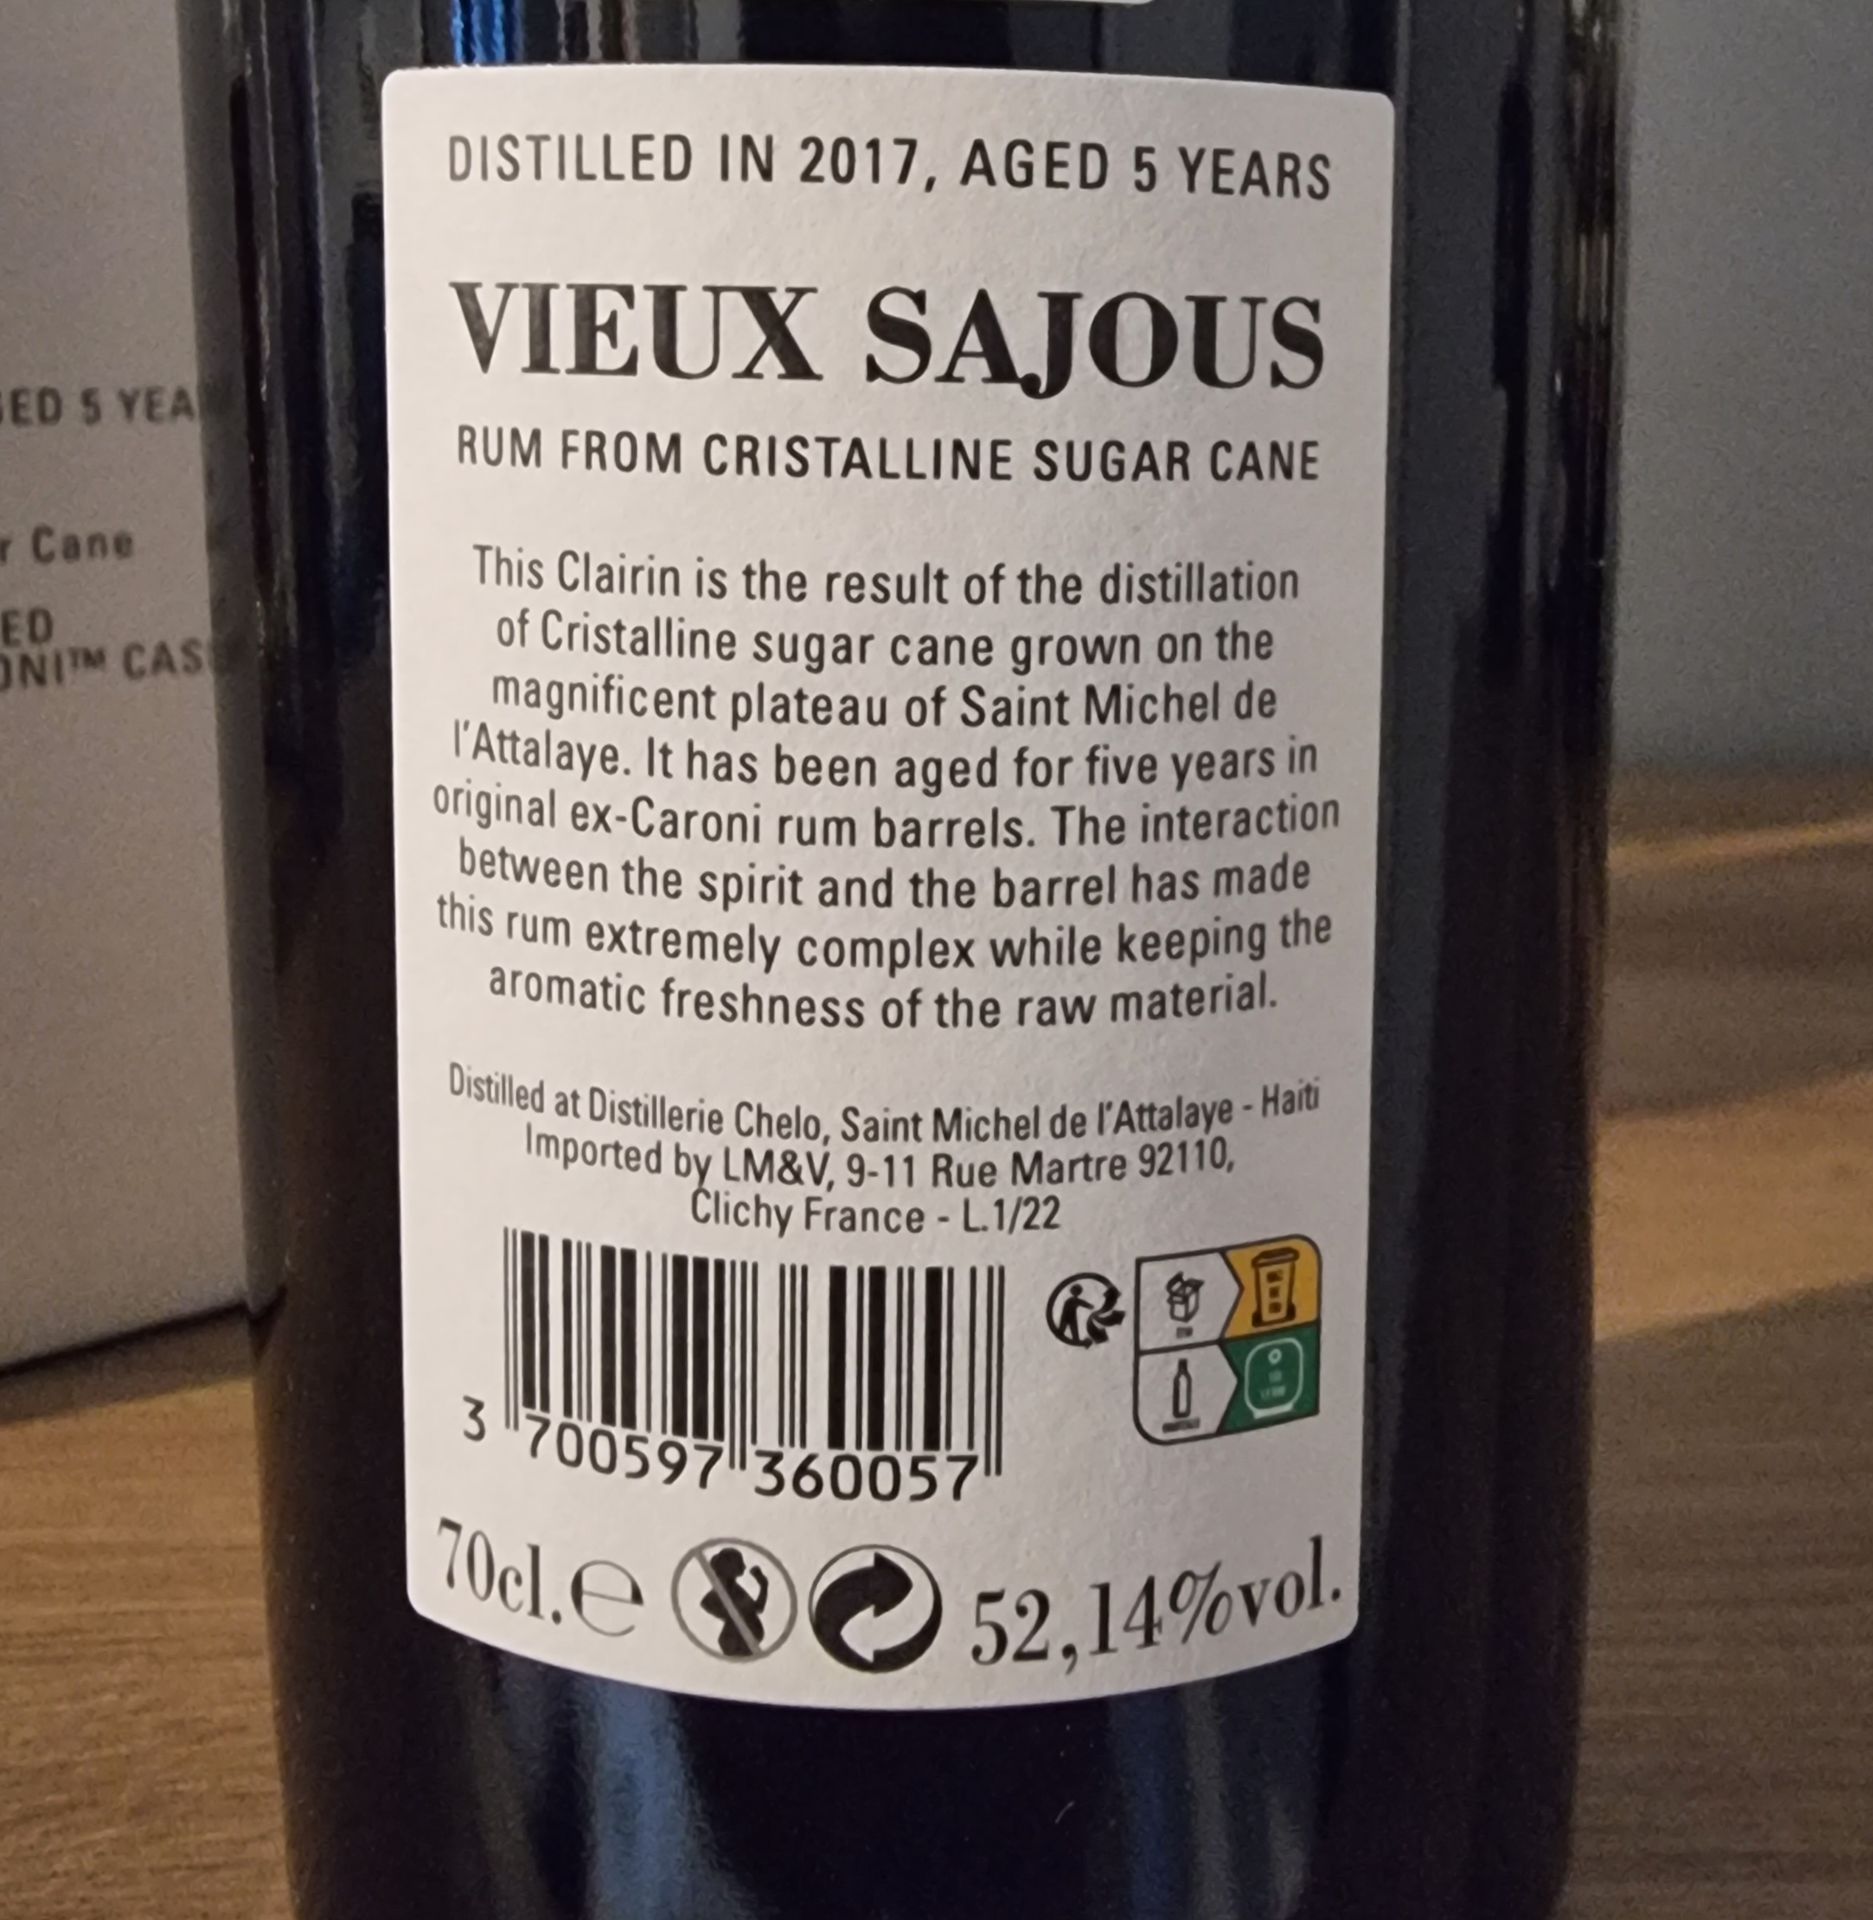 DISTILLED IN 2017, AGED 5 YEARS
VIEUX SAJOUS
RUM FROM CRISTALLINE SUGAR CANE
This Clairin is the result of the distillation
of Cristalline sugar cane grown on the
magnificent plateau of Saint Michel de
l'Attalaye. It has been aged for five years in
original ex-Caroni rum barrels. The interaction
between the spirit and the barrel has made
this rum extremely complex while keeping the
aromatic freshness of the raw material.
Distilled at Distillerie Chelo, Saint Michel de l'Attalaye - Haïti
Imported by LM&V, 9-11 Rue Martre 92110,
Clichy France - L.1/22
3 700597 360057
70cl. e 52,14%vol.
ED 5 YEA
r Cane
ED
ONI™ CAS